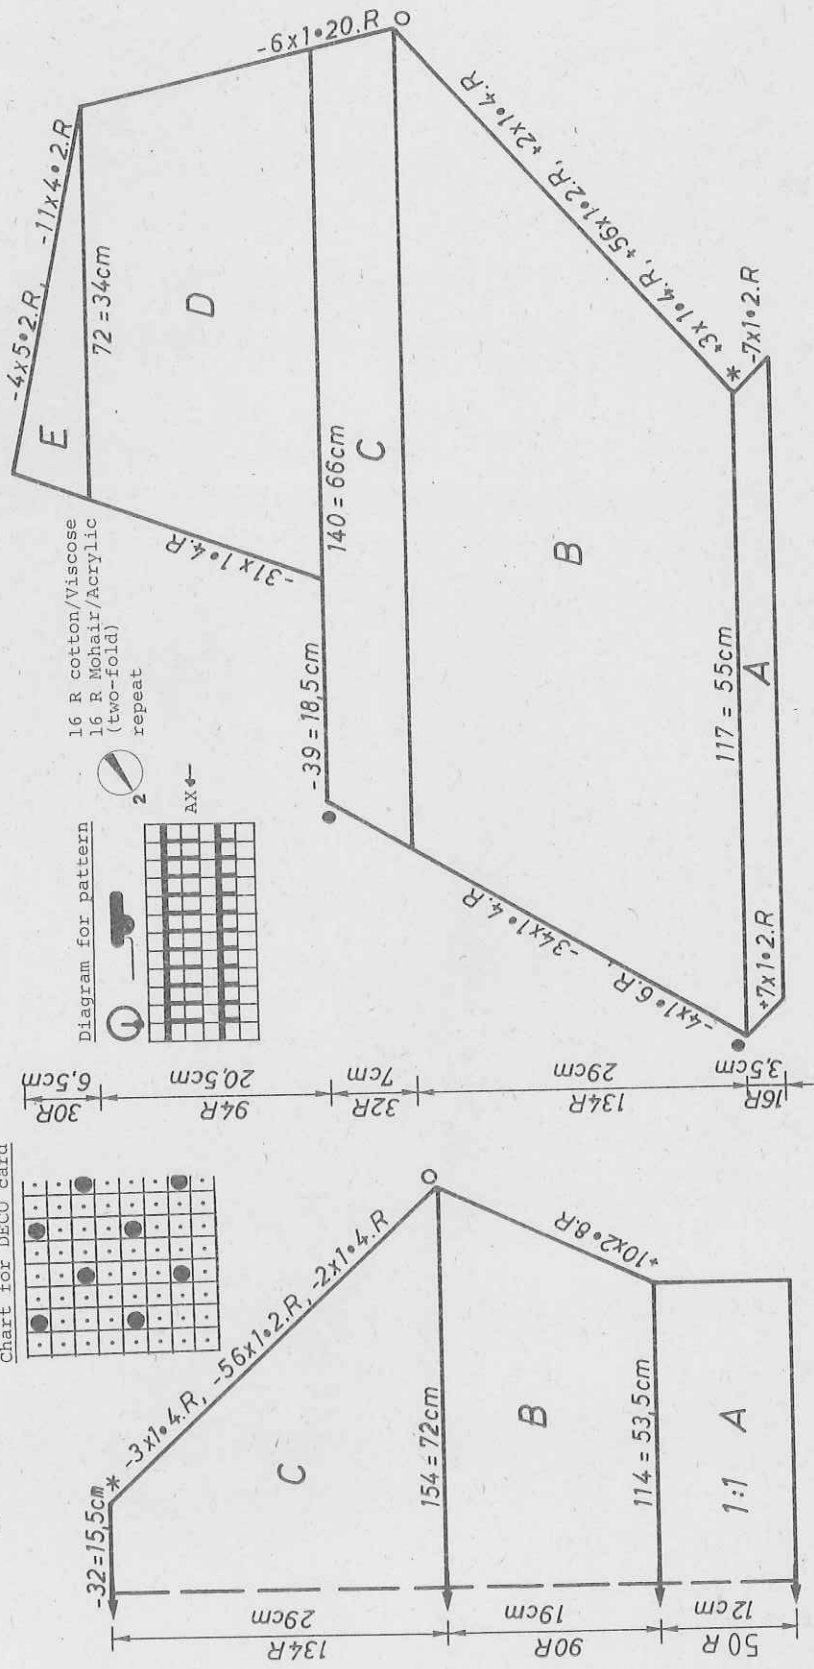 -6x1•20.R O
-4x5•2.R, -11x4•2.R
E
72 = 34cm
D
-31x1•4.R
16 R cotton/Viscose
16 R Mohair/Acrylic
(two-fold)
repeat
2
AX←
Diagram for pattern
-39 = 18,5cm
140 = 66cm
C
-4x1•6.R, -34x1•4.R
B
+3x1•4.R, +56x1•2.R, +2x1•4.R
*
-7x1•2.R
117 = 55cm
A
+7x1•2.R
30R 6,5cm
94R 20,5cm
32R 7cm
134R 29cm
16R 3,5cm
Chart for DECO card
-32=15,5cm
* -3x1•4.R, -56x1•2.R, -2x1•4.R
O
C
154 = 72cm
+10x2•8.R
B
114 = 53,5cm
1:1 A
134R 29cm
90R 19cm
50R 12cm